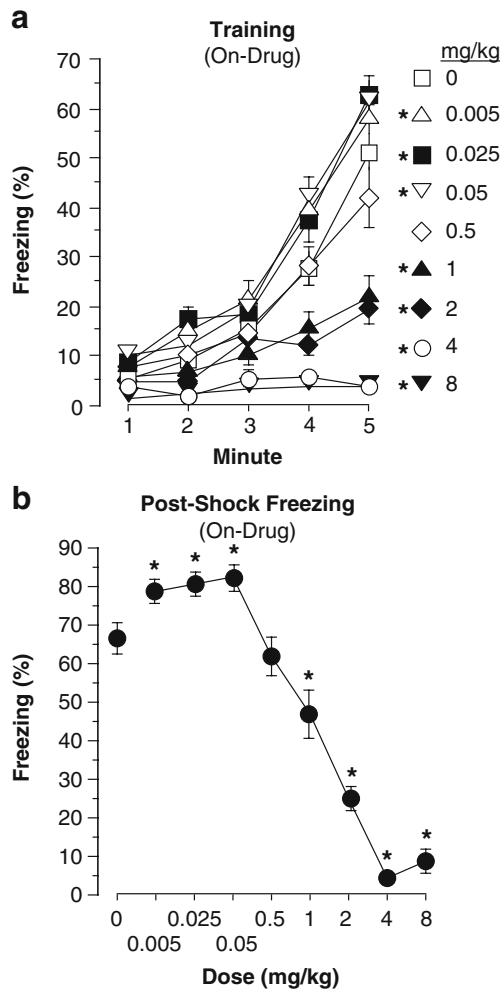 a
Training
(On-Drug)
mg/kg
70
60
50
40
30
20
10
0
Freezing (%)
0
* 0.005
* 0.025
* 0.05
0.5
* 1
* 2
* 4
* 8
1 2 3 4 5
Minute
b
Post-Shock Freezing
(On-Drug)
90
80
70
60
50
40
30
20
10
0
Freezing (%)
* * * * * * *
0 0.025 0.5 1 2 4 8
0.005 0.05
Dose (mg/kg)